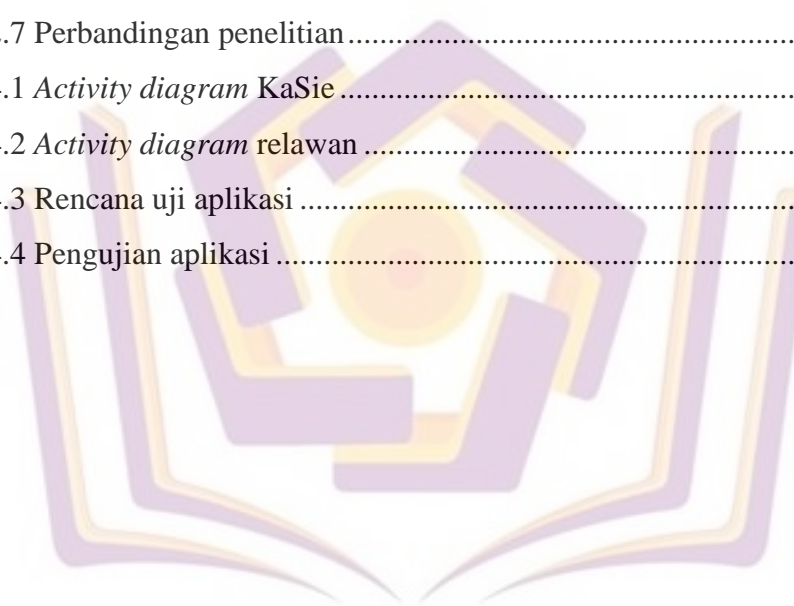 .7 Perbandingan penelitian.......................................................
.1 Activity diagram KaSie........................................................
.2 Activity diagram relawan.....................................................
.3 Rencana uji aplikasi.............................................................
.4 Pengujian aplikasi................................................................